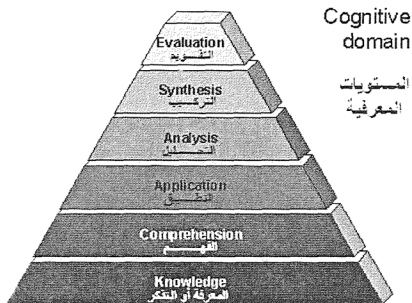 Cognitive
domain
المستويات
المعرفية
Evaluation
التقويم
Synthesis
التركيب
Analysis
التحليل
Application
التطبيق
Comprehension
الفهم
Knowledge
المعرفة أو التذكر